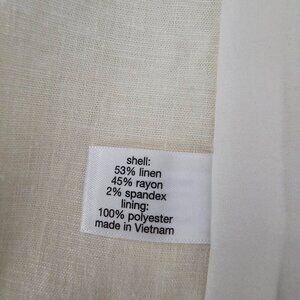 shell:
53% linen
45% rayon
2% spandex
lining:
100% polyester
made in Vietnam